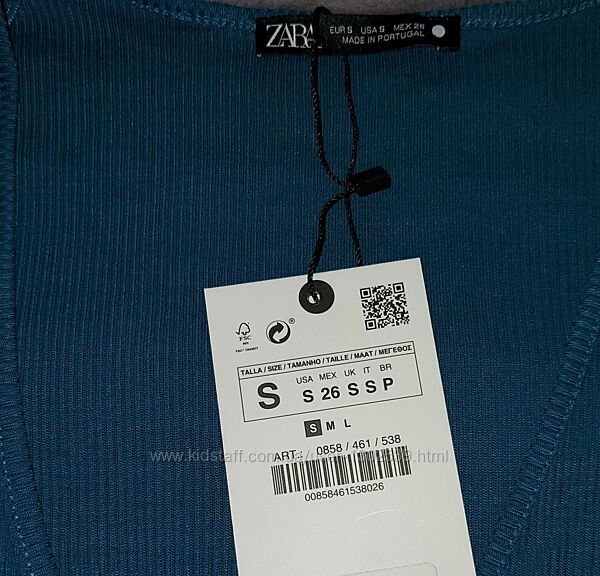 ZARA
EUR S USA S MEX 26
MADE IN PORTUGAL
FSC
MIX
TALLA / SIZE / TAMANHO / TAILLE / MAAT / ΜΕΓΕΘΟΣ
USA MEX UK IT BR
S S 26 S S P
S M L
ART.: 0858 / 461 / 538
00858461538026